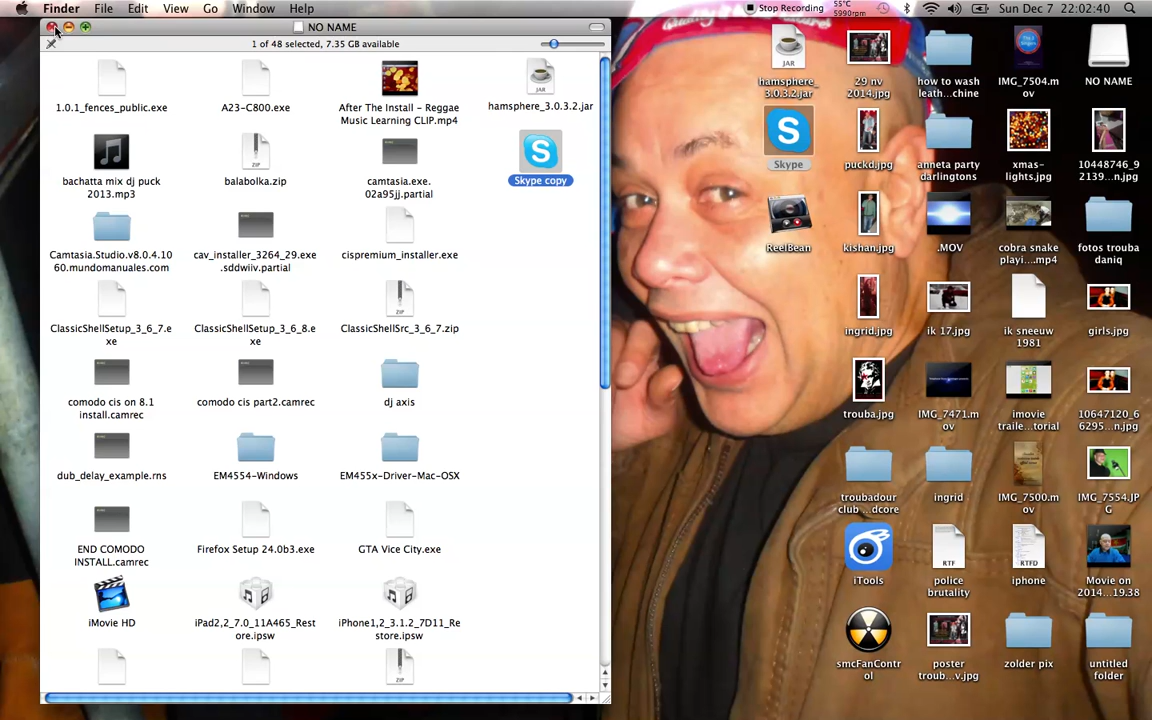 Finder File Edit View Go Window Help
Stop Recording 55°C 5990rpm Sun Dec 7 22:02:40
NO NAME
1 of 48 selected, 7.35 GB available
1.0.1_fences_public.exe
A23-C800.exe
After The Install - Reggae
Music Learning CLIP.mp4
JAR
hamsphere_3.0.3.2.jar
bachatta mix dj puck
2013.mp3
ZIP
balabolka.zip
camtasia.exe.
02a95jj.partial
Skype copy
Camtasia.Studio.v8.0.4.10
60.mundomanuales.com
cav_installer_3264_29.exe
.sddwiiv.partial
cispremium_installer.exe
ClassicShellSetup_3_6_7.e
xe
ClassicShellSetup_3_6_8.e
xe
ZIP
ClassicShellSrc_3_6_7.zip
comodo cis on 8.1
install.camrec
comodo cis part2.camrec
dj axis
dub_delay_example.rns
EM4554-Windows
EM455x-Driver-Mac-OSX
END COMODO
INSTALL.camrec
Firefox Setup 24.0b3.exe
GTA Vice City.exe
iMovie HD
iPad2,2_7.0_11A465_Rest
ore.ipsw
iPhone1,2_3.1.2_7D11_Re
store.ipsw
ZIP
JAR
hamsphere_
3.0.3.2.jar
29 nv
2014.jpg
how to wash
leath...chine
IMG_7504.m
ov
NO NAME
Skype
puckd.jpg
anneta party
darlingtons
xmas-
lights.jpg
10448746_9
2139...n.jpg
ReelBean
kishan.jpg
.MOV
cobra snake
playi....mp4
fotos trouba
daniq
ingrid.jpg
ik 17.jpg
ik sneeuw
1981
girls.jpg
trouba.jpg
IMG_7471.m
ov
imovie
traile...torial
10647120_6
6295...n.jpg
troubadour
club ...dcore
ingrid
IMG_7500.m
ov
IMG_7554.JP
G
iTools
RTF
police
brutality
RTFD
iphone
Movie on
2014...19.38
smcFanContr
ol
poster
troub...v.jpg
zolder pix
untitled
folder